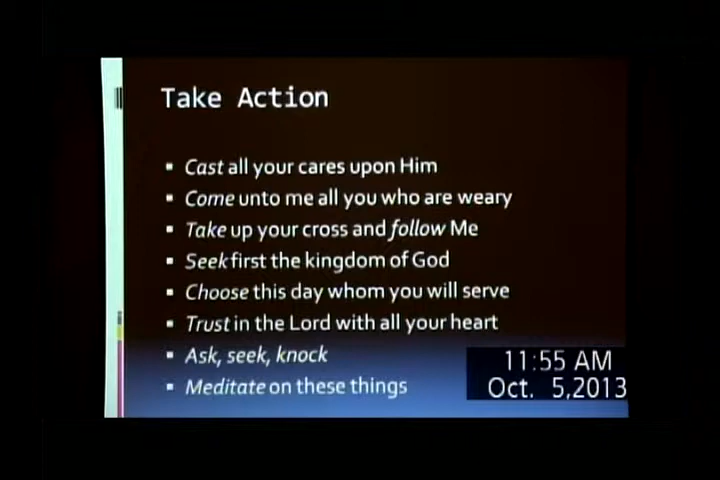 Take Action
▪ Cast all your cares upon Him
▪ Come unto me all you who are weary
▪ Take up your cross and follow Me
▪ Seek first the kingdom of God
▪ Choose this day whom you will serve
▪ Trust in the Lord with all your heart
▪ Ask, seek, knock
▪ Meditate on these things
11:55 AM
Oct. 5,2013